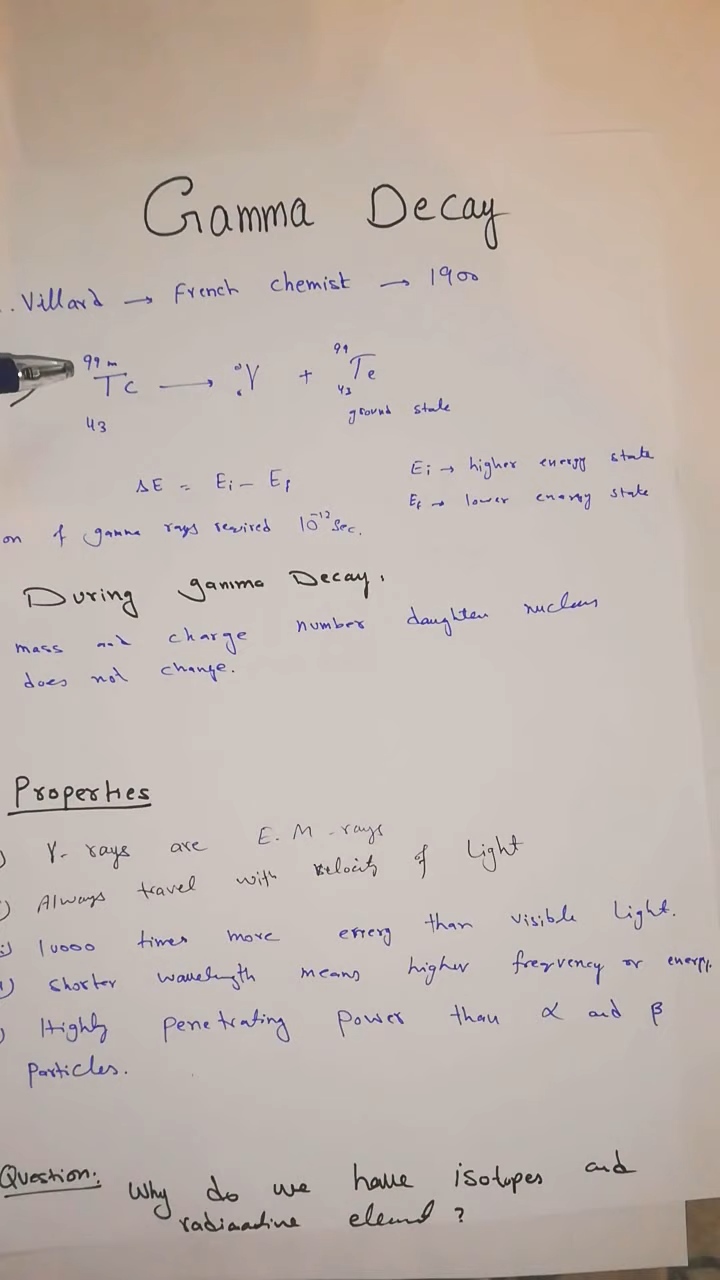 Gamma Decay
. Villard → French chemist → 1900
99m 43 Tc → 0 0 γ + 99 43 Te
ground state
ΔE = Ei - Ef
Ei → higher energy state
Ef → lower energy state
on of gamma rays required 10^-12 Sec.
During gamma Decay,
mass and charge number daughter nucleus
does not change.
Properties
) γ- rays are E.M-rays
) Always travel with velocity of light
) 10000 times more energy than visible light.
) shorter wavelength means higher frequency or energy.
) Highly penetrating power than α and β
particles.
Question: Why do we have isotopes and
radioactive element ?